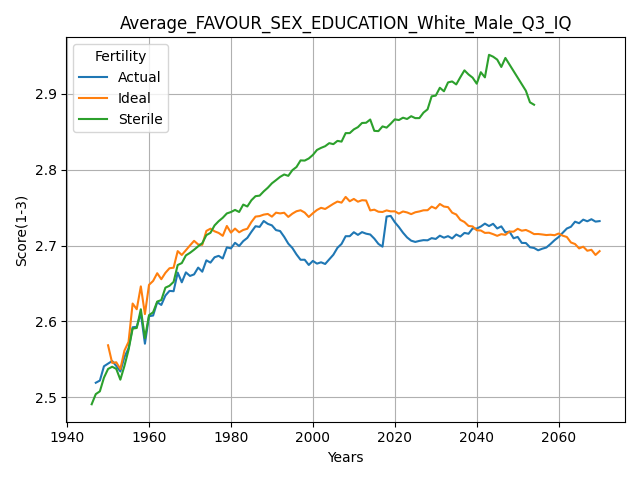 Average_FAVOUR_SEX_EDUCATION_White_Male_Q3_IQ
Fertility
Actual
Ideal
Sterile
Score(1-3)
2.9
2.8
2.7
2.6
2.5
1940 1960 1980 2000 2020 2040 2060
Years